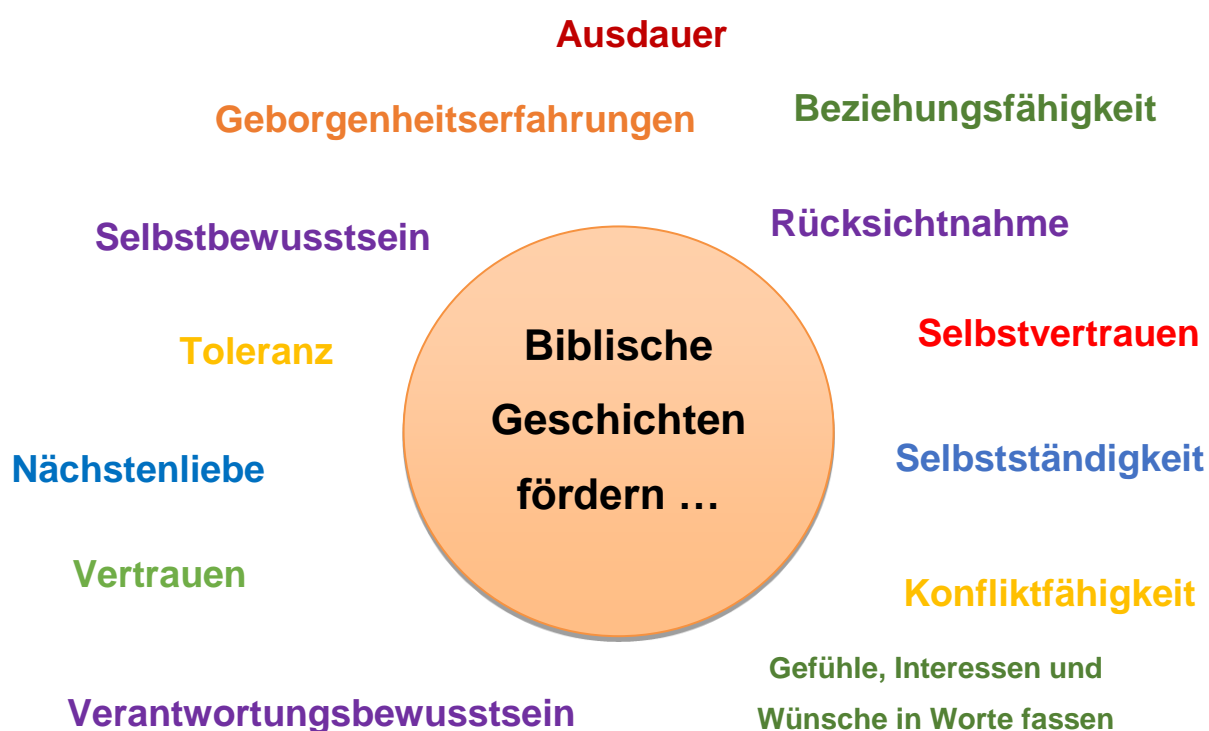 Ausdauer
Geborgenheitserfahrungen
Beziehungsfähigkeit
Selbstbewusstsein
Rücksichtnahme
Toleranz
Biblische
Geschichten
fördern …
Selbstvertrauen
Nächstenliebe
Selbstständigkeit
Vertrauen
Konfliktfähigkeit
Verantwortungsbewusstsein
Gefühle, Interessen und
Wünsche in Worte fassen